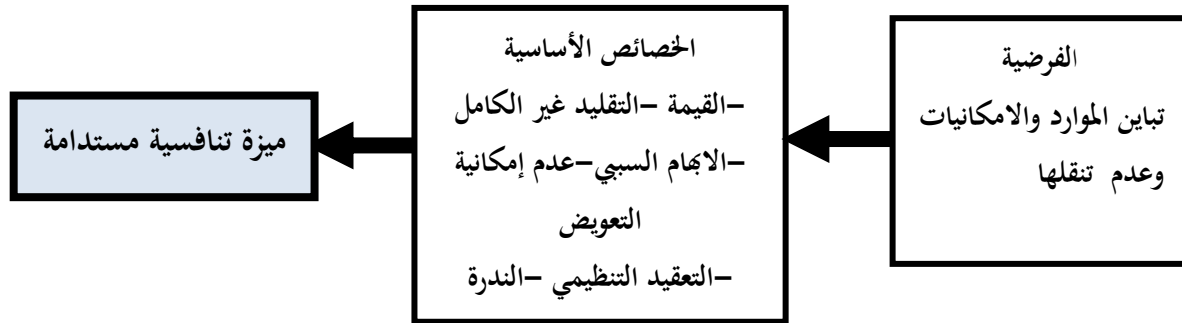 الفرضية
تباين الموارد والامكانيات
وعدم تنقلها
الخصائص الأساسية
–القيمة –التقليد غير الكامل
–الابهام السببي–عدم إمكانية
التعويض
–التعقيد التنظيمي –الندرة
ميزة تنافسية مستدامة